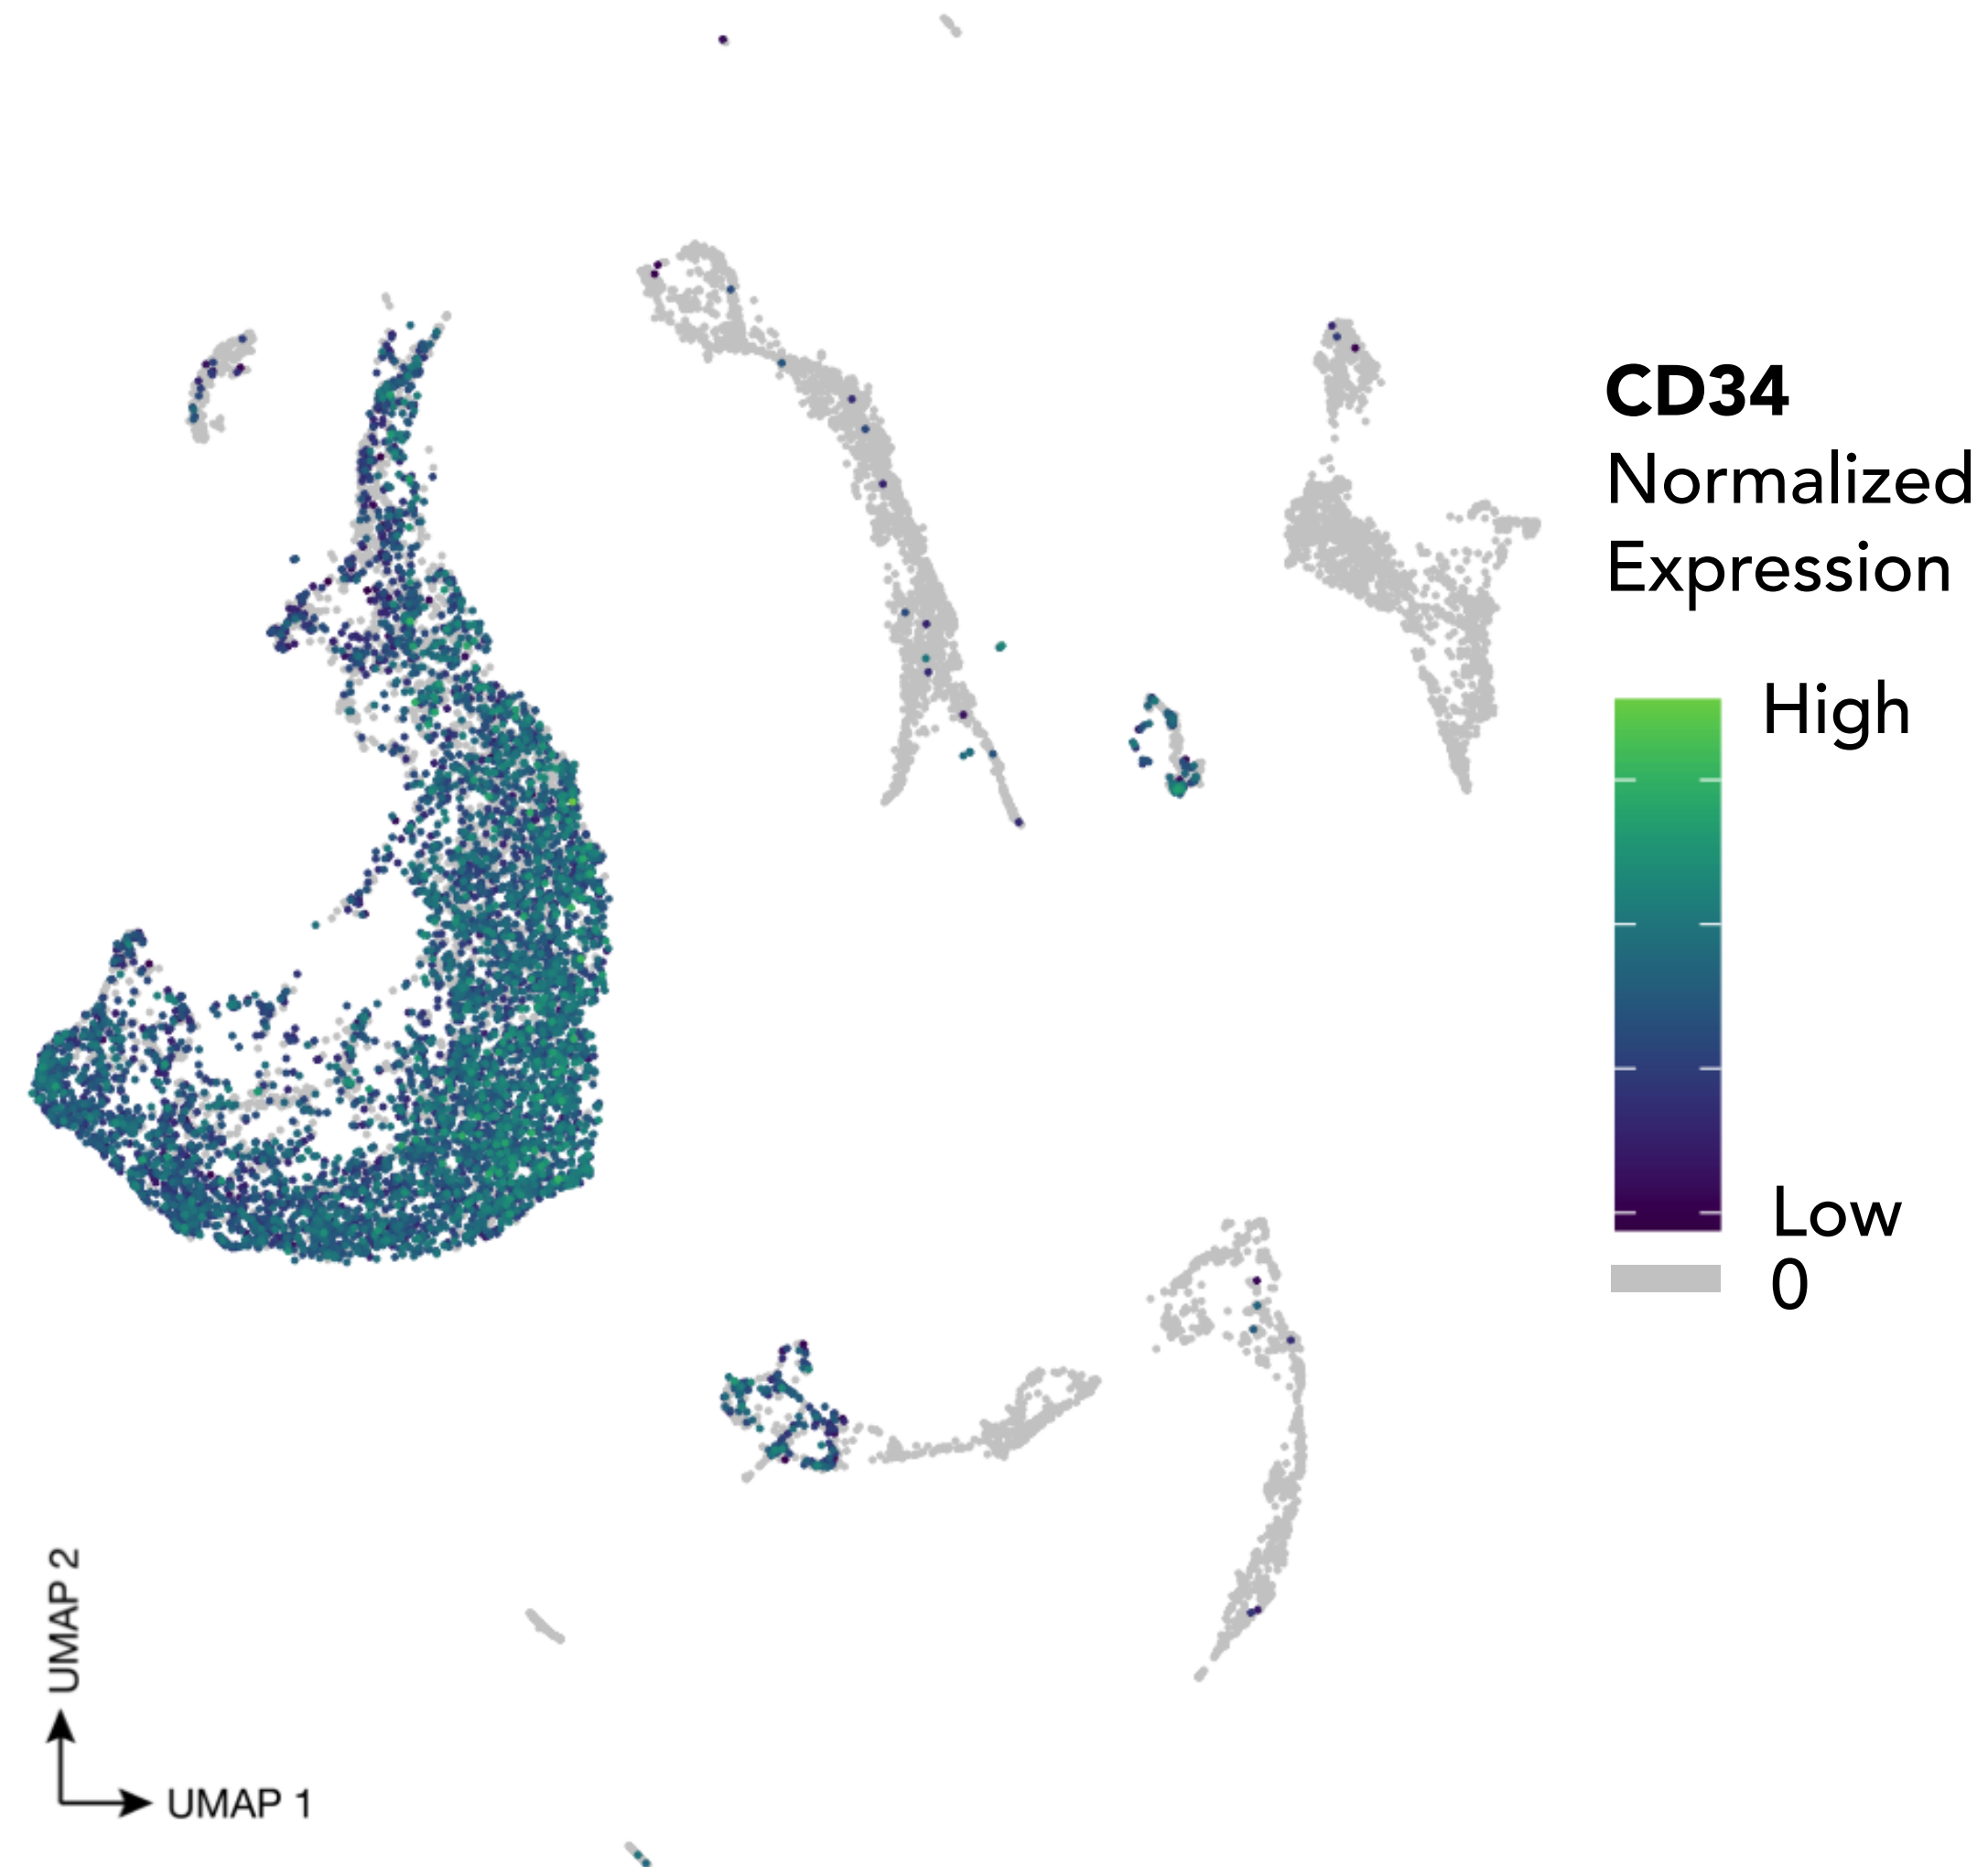 CD34
Normalized
Expression
High
Low
0
UMAP 2
UMAP 1